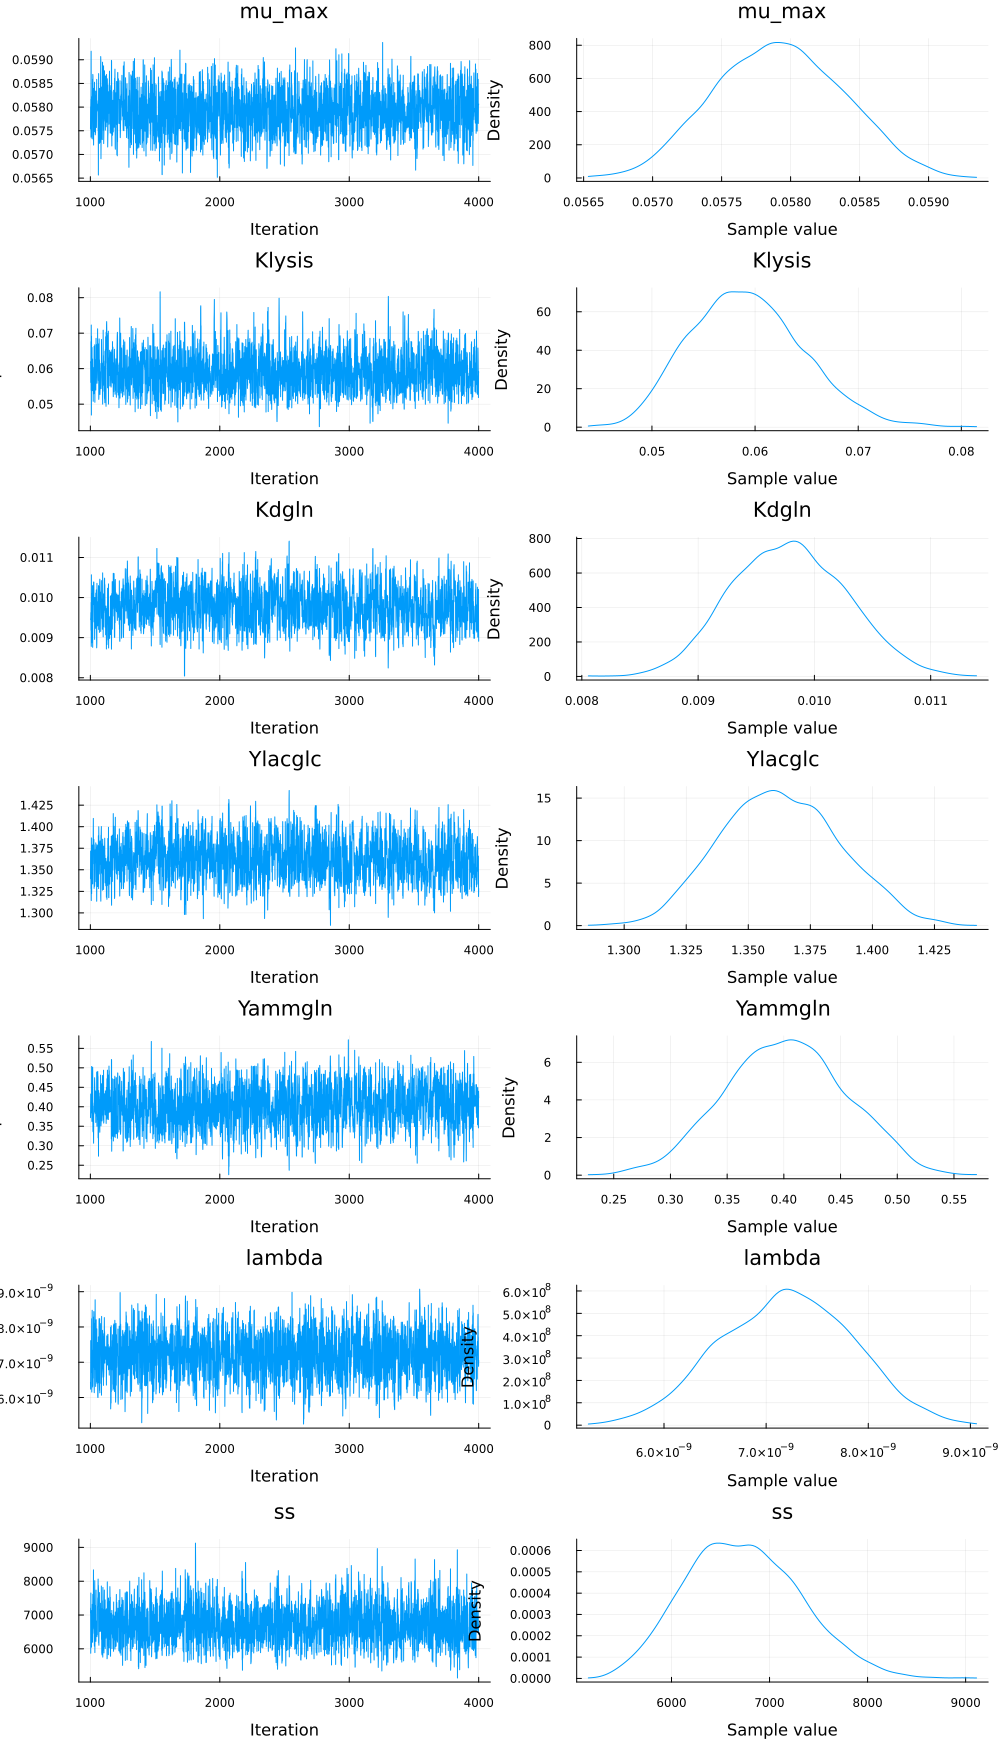 mu_max
0.0590
0.0585
0.0580
0.0575
0.0570
0.0565
1000 2000 3000 4000
Iteration
mu_max
Density
800
600
400
200
0
0.0565 0.0570 0.0575 0.0580 0.0585 0.0590
Sample value
Klysis
0.08
0.07
0.06
0.05
1000 2000 3000 4000
Iteration
Klysis
Density
60
40
20
0
0.05 0.06 0.07 0.08
Sample value
Kdgln
0.011
0.010
0.009
0.008
1000 2000 3000 4000
Iteration
Kdgln
Density
800
600
400
200
0
0.008 0.009 0.010 0.011
Sample value
Ylacglc
1.425
1.400
1.375
1.350
1.325
1.300
1000 2000 3000 4000
Iteration
Ylacglc
Density
15
10
5
0
1.300 1.325 1.350 1.375 1.400 1.425
Sample value
Yammgln
0.55
0.50
0.45
0.40
0.35
0.30
0.25
1000 2000 3000 4000
Iteration
Yammgln
Density
6
4
2
0
0.25 0.30 0.35 0.40 0.45 0.50 0.55
Sample value
lambda
9.0×10⁻⁹
8.0×10⁻⁹
7.0×10⁻⁹
6.0×10⁻⁹
1000 2000 3000 4000
Iteration
lambda
Density
6.0×10⁸
5.0×10⁸
4.0×10⁸
3.0×10⁸
2.0×10⁸
1.0×10⁸
0
6.0×10⁻⁹ 7.0×10⁻⁹ 8.0×10⁻⁹ 9.0×10⁻⁹
Sample value
ss
9000
8000
7000
6000
1000 2000 3000 4000
Iteration
ss
Density
0.0006
0.0005
0.0004
0.0003
0.0002
0.0001
0.0000
6000 7000 8000 9000
Sample value